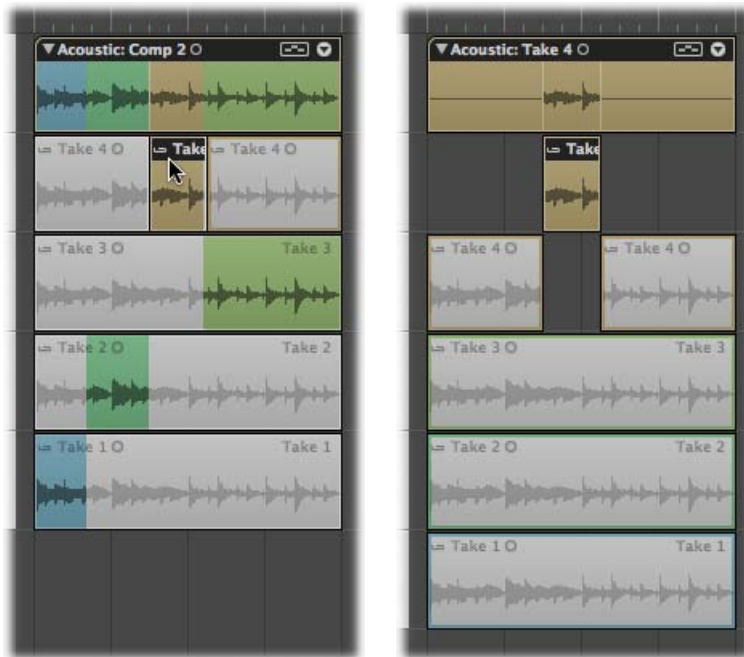 Acoustic: Comp 2
Take 4 Take Take 4
Take 3 Take 3
Take 2 Take 2
Take 1 Take 1
Acoustic: Take 4
Take
Take 4 Take 4
Take 3 Take 3
Take 2 Take 2
Take 1 Take 1